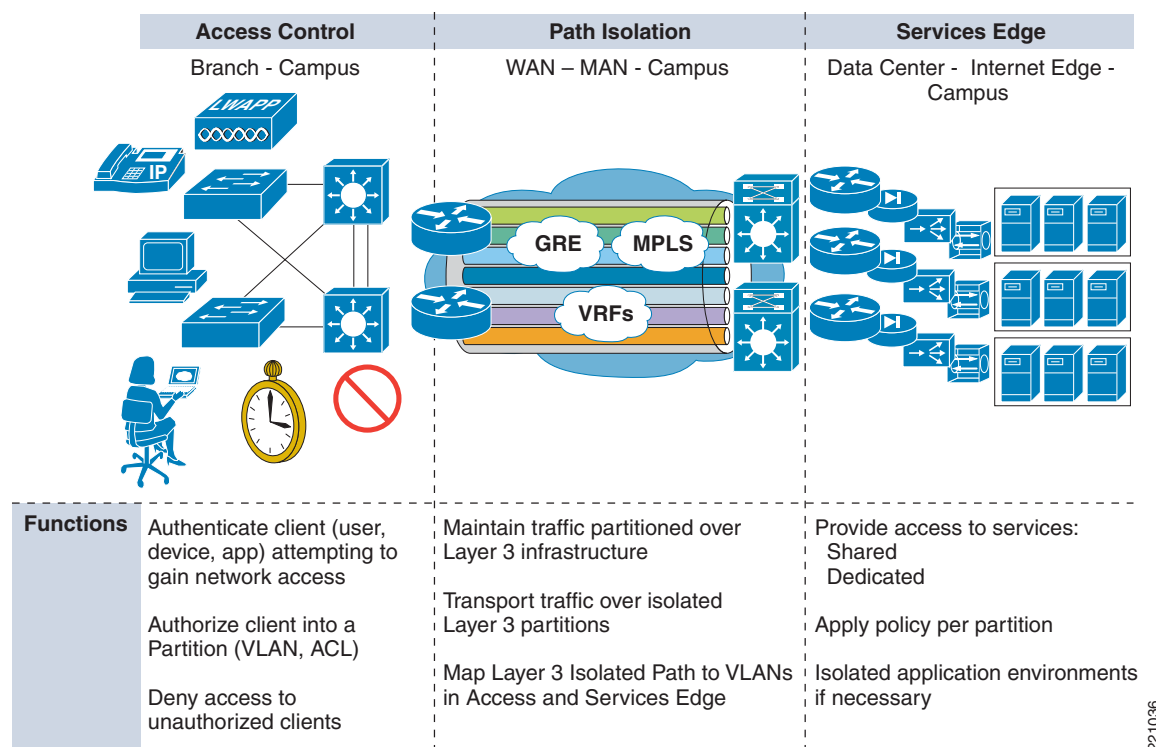 Access Control
Path Isolation
Services Edge
Branch - Campus
WAN – MAN - Campus
Data Center - Internet Edge -
Campus
LWAPP
IP
GRE
MPLS
VRFs
Functions
Authenticate client (user,
device, app) attempting to
gain network access
Authorize client into a
Partition (VLAN, ACL)
Deny access to
unauthorized clients
Maintain traffic partitioned over
Layer 3 infrastructure
Transport traffic over isolated
Layer 3 partitions
Map Layer 3 Isolated Path to VLANs
in Access and Services Edge
Provide access to services:
Shared
Dedicated
Apply policy per partition
Isolated application environments
if necessary
221036